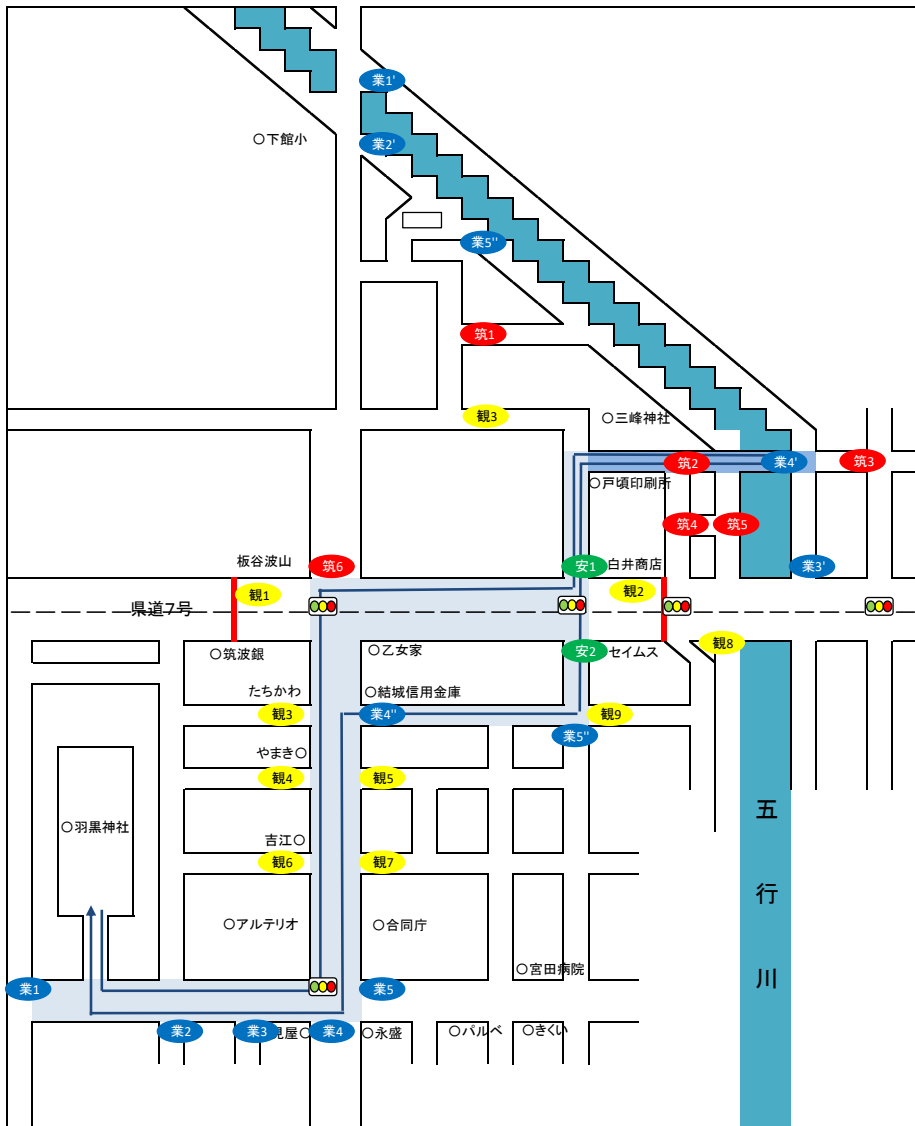 業1'
○下館小
業2'
業5''
筑1
観3
○三峰神社
筑2
業4'
筑3
○戸頃印刷所
筑4
筑5
板谷波山
筑6
安1
白井商店
業3'
観1
観2
県道7号
○筑波銀
○乙女家
安2
セイムス
観8
たちかわ
○結城信用金庫
観3
業4''
観9
業5''
やまき○
観4
観5
五行川
○羽黒神社
吉江○
観6
観7
○アルテリオ
○合同庁
○宮田病院
業1
業5
業2
業3
見屋○
業4
○永盛
○パルベ
○きくい